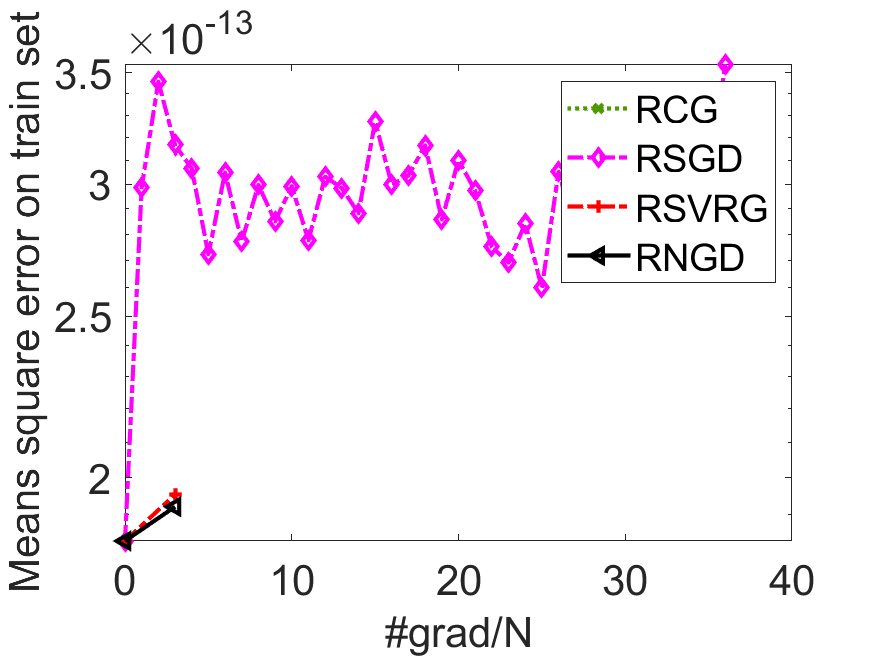 ×10-13
Means square error on train set
3.5
3
2.5
2
0
10
20
30
40
#grad/N
RCG
RSGD
RSVRG
RNGD